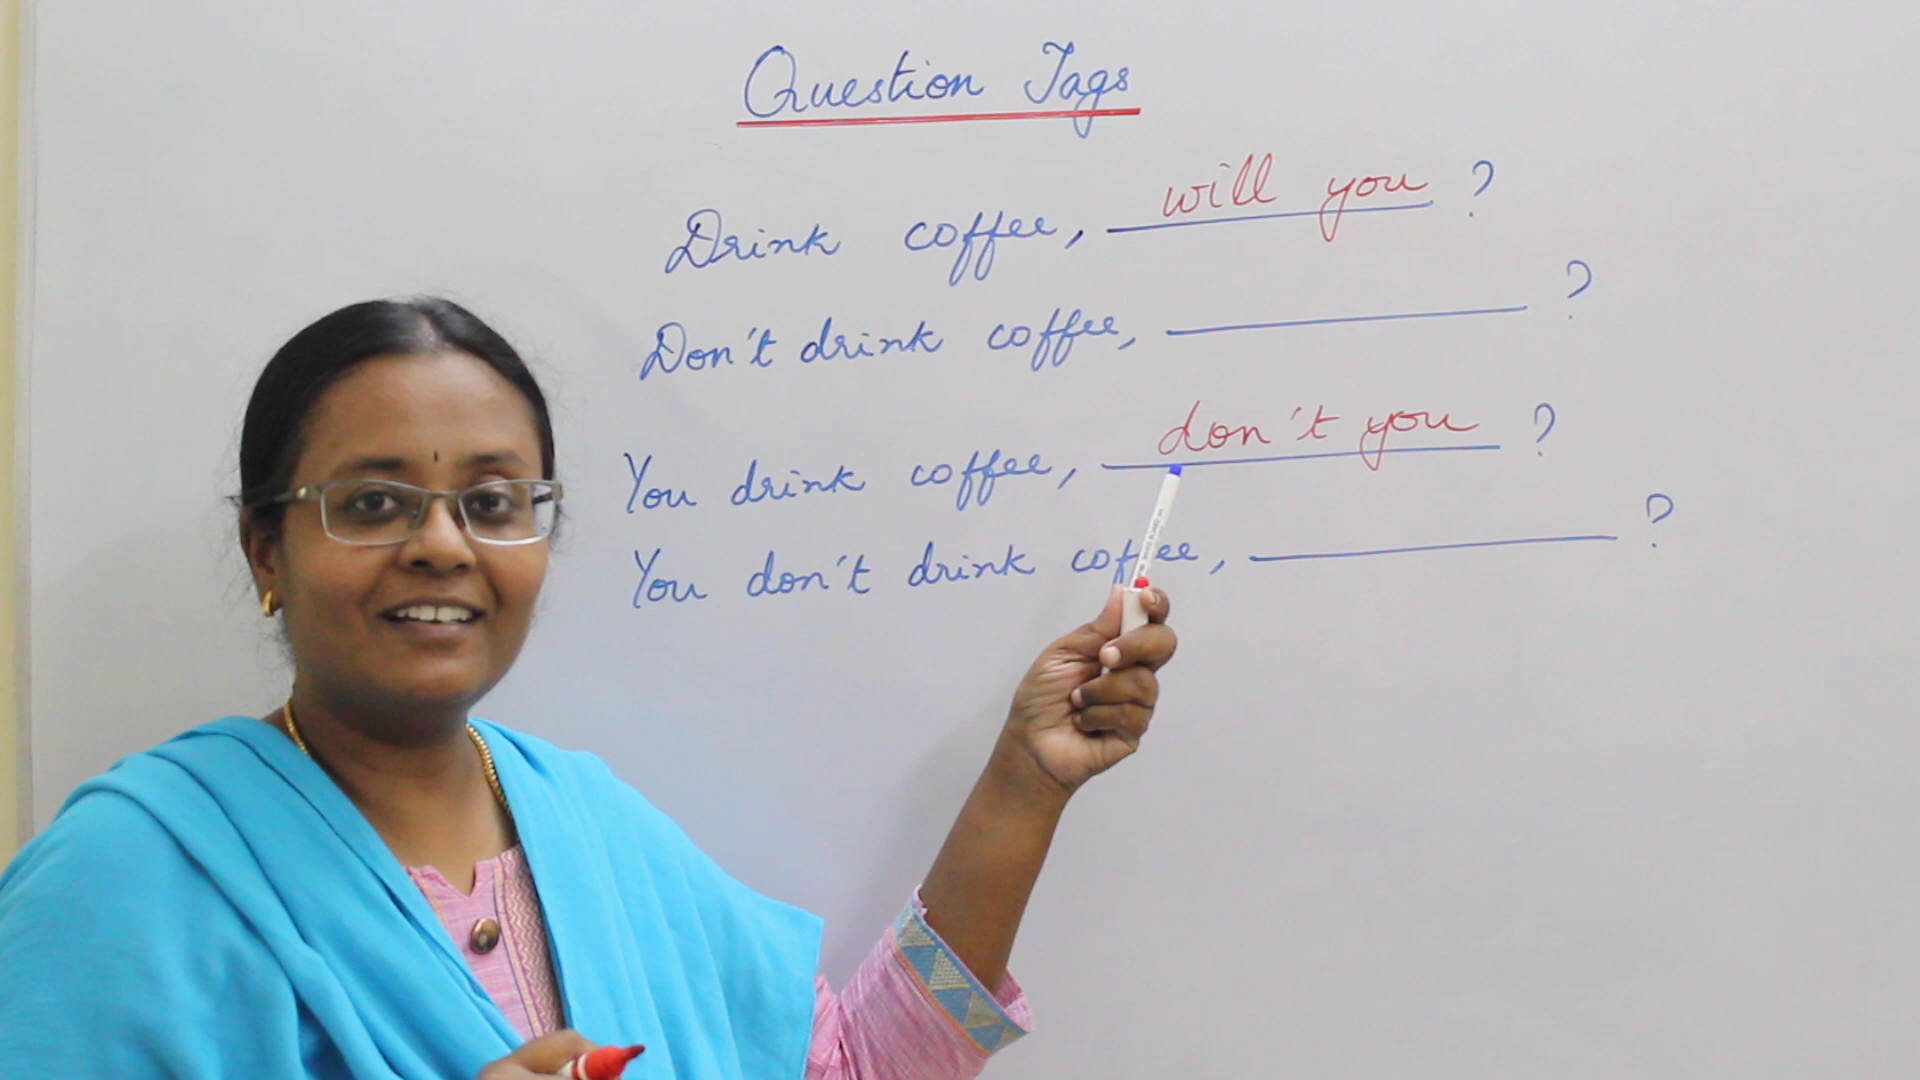 Question Tags
Drink coffee, will you ?
Don't drink coffee, ?
You drink coffee, don't you ?
You don't drink coffee, ?